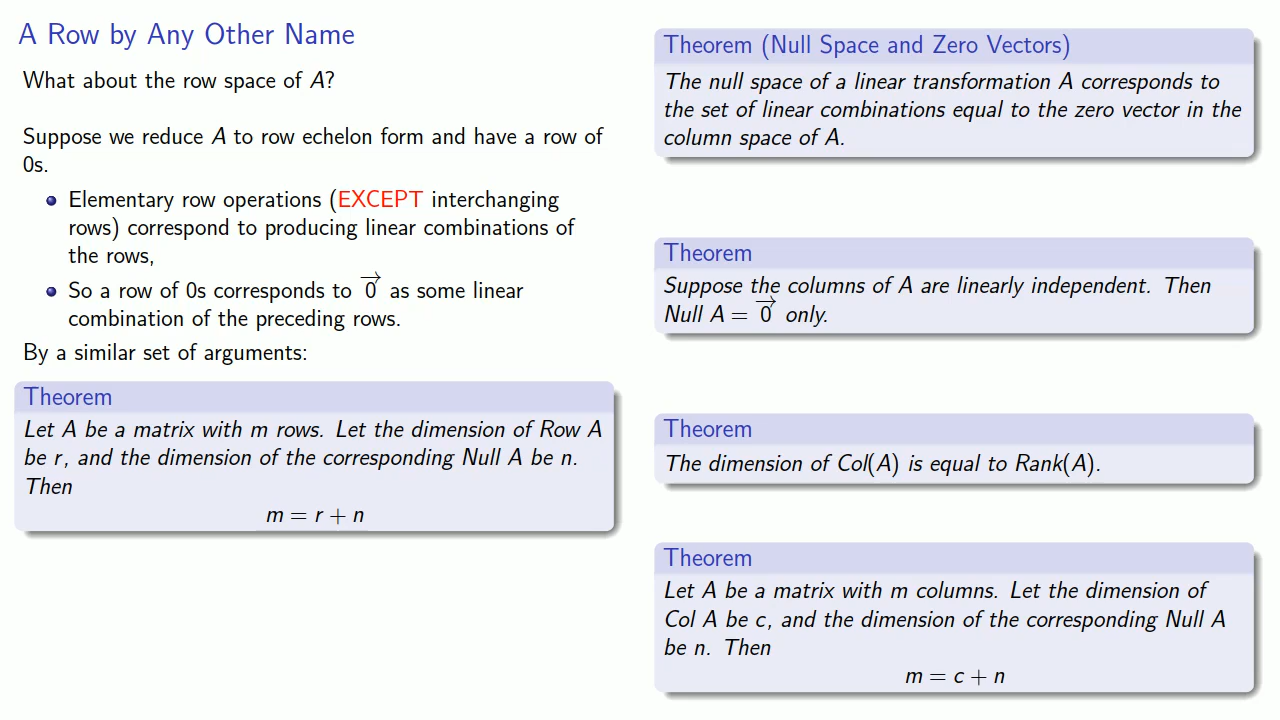 A Row by Any Other Name
What about the row space of A?
Suppose we reduce A to row echelon form and have a row of
0s.
Elementary row operations (EXCEPT interchanging
rows) correspond to producing linear combinations of
the rows,
So a row of 0s corresponds to \overrightarrow{0} as some linear
combination of the preceding rows.
By a similar set of arguments:
Theorem
Let A be a matrix with m rows. Let the dimension of Row A
be r, and the dimension of the corresponding Null A be n.
Then
m = r + n
Theorem (Null Space and Zero Vectors)
The null space of a linear transformation A corresponds to
the set of linear combinations equal to the zero vector in the
column space of A.
Theorem
Suppose the columns of A are linearly independent. Then
Null A = \overrightarrow{0} only.
Theorem
The dimension of Col(A) is equal to Rank(A).
Theorem
Let A be a matrix with m columns. Let the dimension of
Col A be c, and the dimension of the corresponding Null A
be n. Then
m = c + n